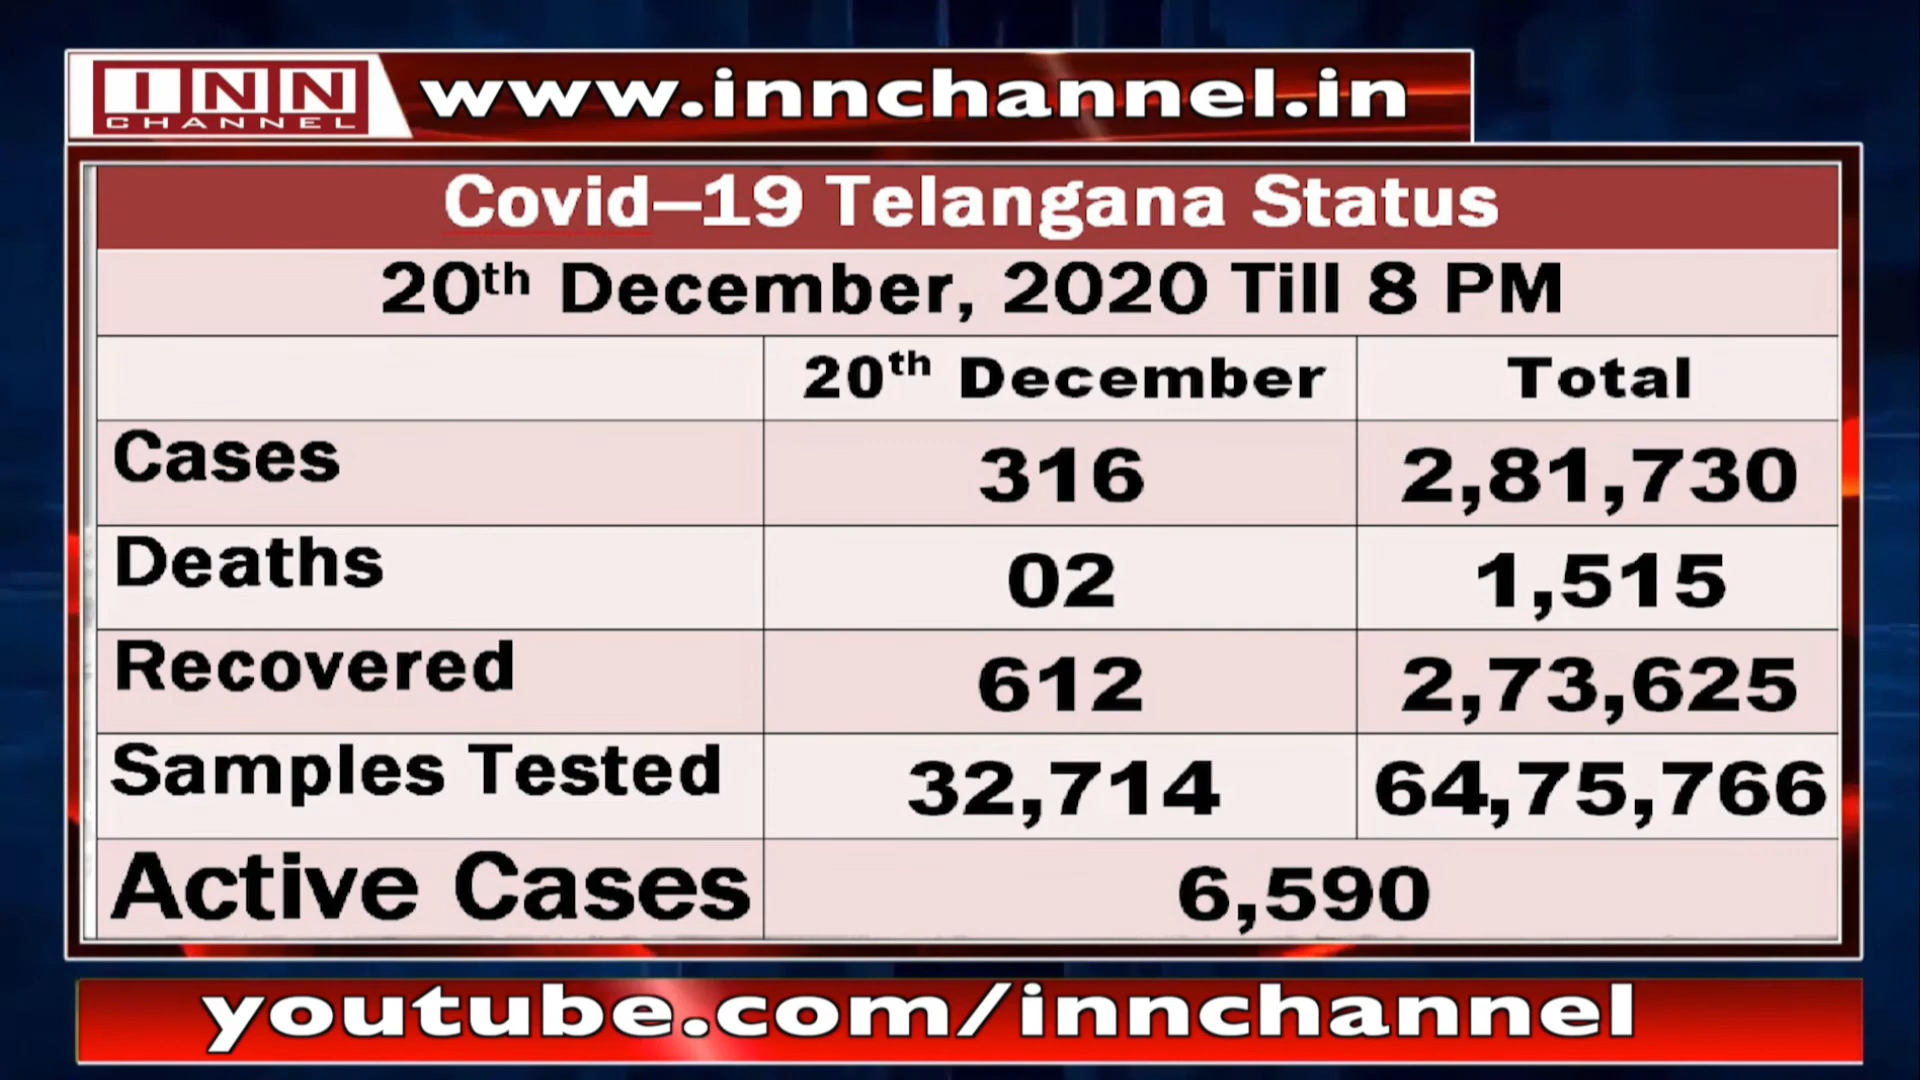 INN
CHANNEL
www.innchannel.in
Covid–19 Telangana Status
20th December, 2020 Till 8 PM
20th December Total
Cases 316 2,81,730
Deaths 02 1,515
Recovered 612 2,73,625
Samples Tested 32,714 64,75,766
Active Cases 6,590
youtube.com/innchannel